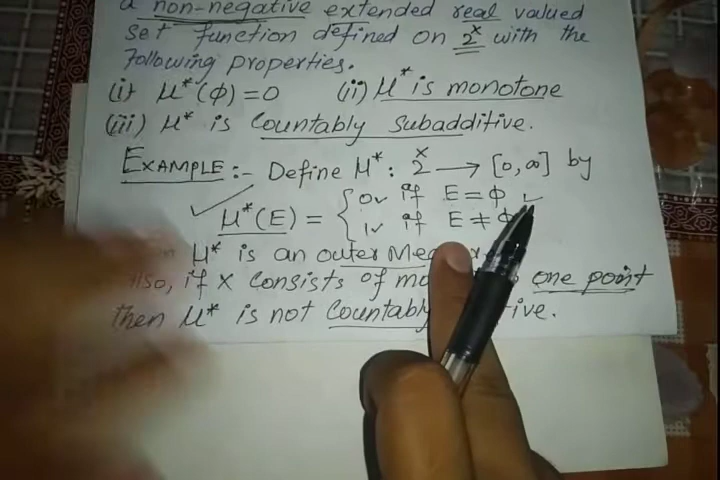 a non-negative extended real valued
set function defined on 2^x with the
following properties.
(i) μ*(ϕ)=0 (ii) μ* is monotone
(iii) μ* is Countably subadditive.
EXAMPLE:- Define μ*: 2^x → [0,∞] by
μ*(E) = { 0 if E = ϕ
1 if E ≠ ϕ
μ* is an outer
if X Consists of one point
then μ* is not